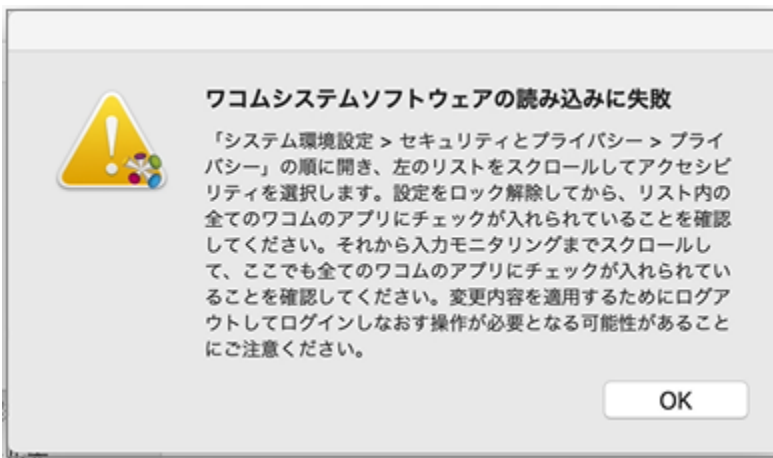 ワコムシステムソフトウェアの読み込みに失敗
「システム環境設定 > セキュリティとプライバシー > プライ
バシー」の順に開き、左のリストをスクロールしてアクセシビ
リティを選択します。設定をロック解除してから、リスト内の
全てのワコムのアプリにチェックが入れられていることを確認
してください。それから入力モニタリングまでスクロールし
て、ここでも全てのワコムのアプリにチェックが入れられてい
ることを確認してください。変更内容を適用するためにログア
ウトしてログインしなおす操作が必要となる可能性があること
にご注意ください。
OK